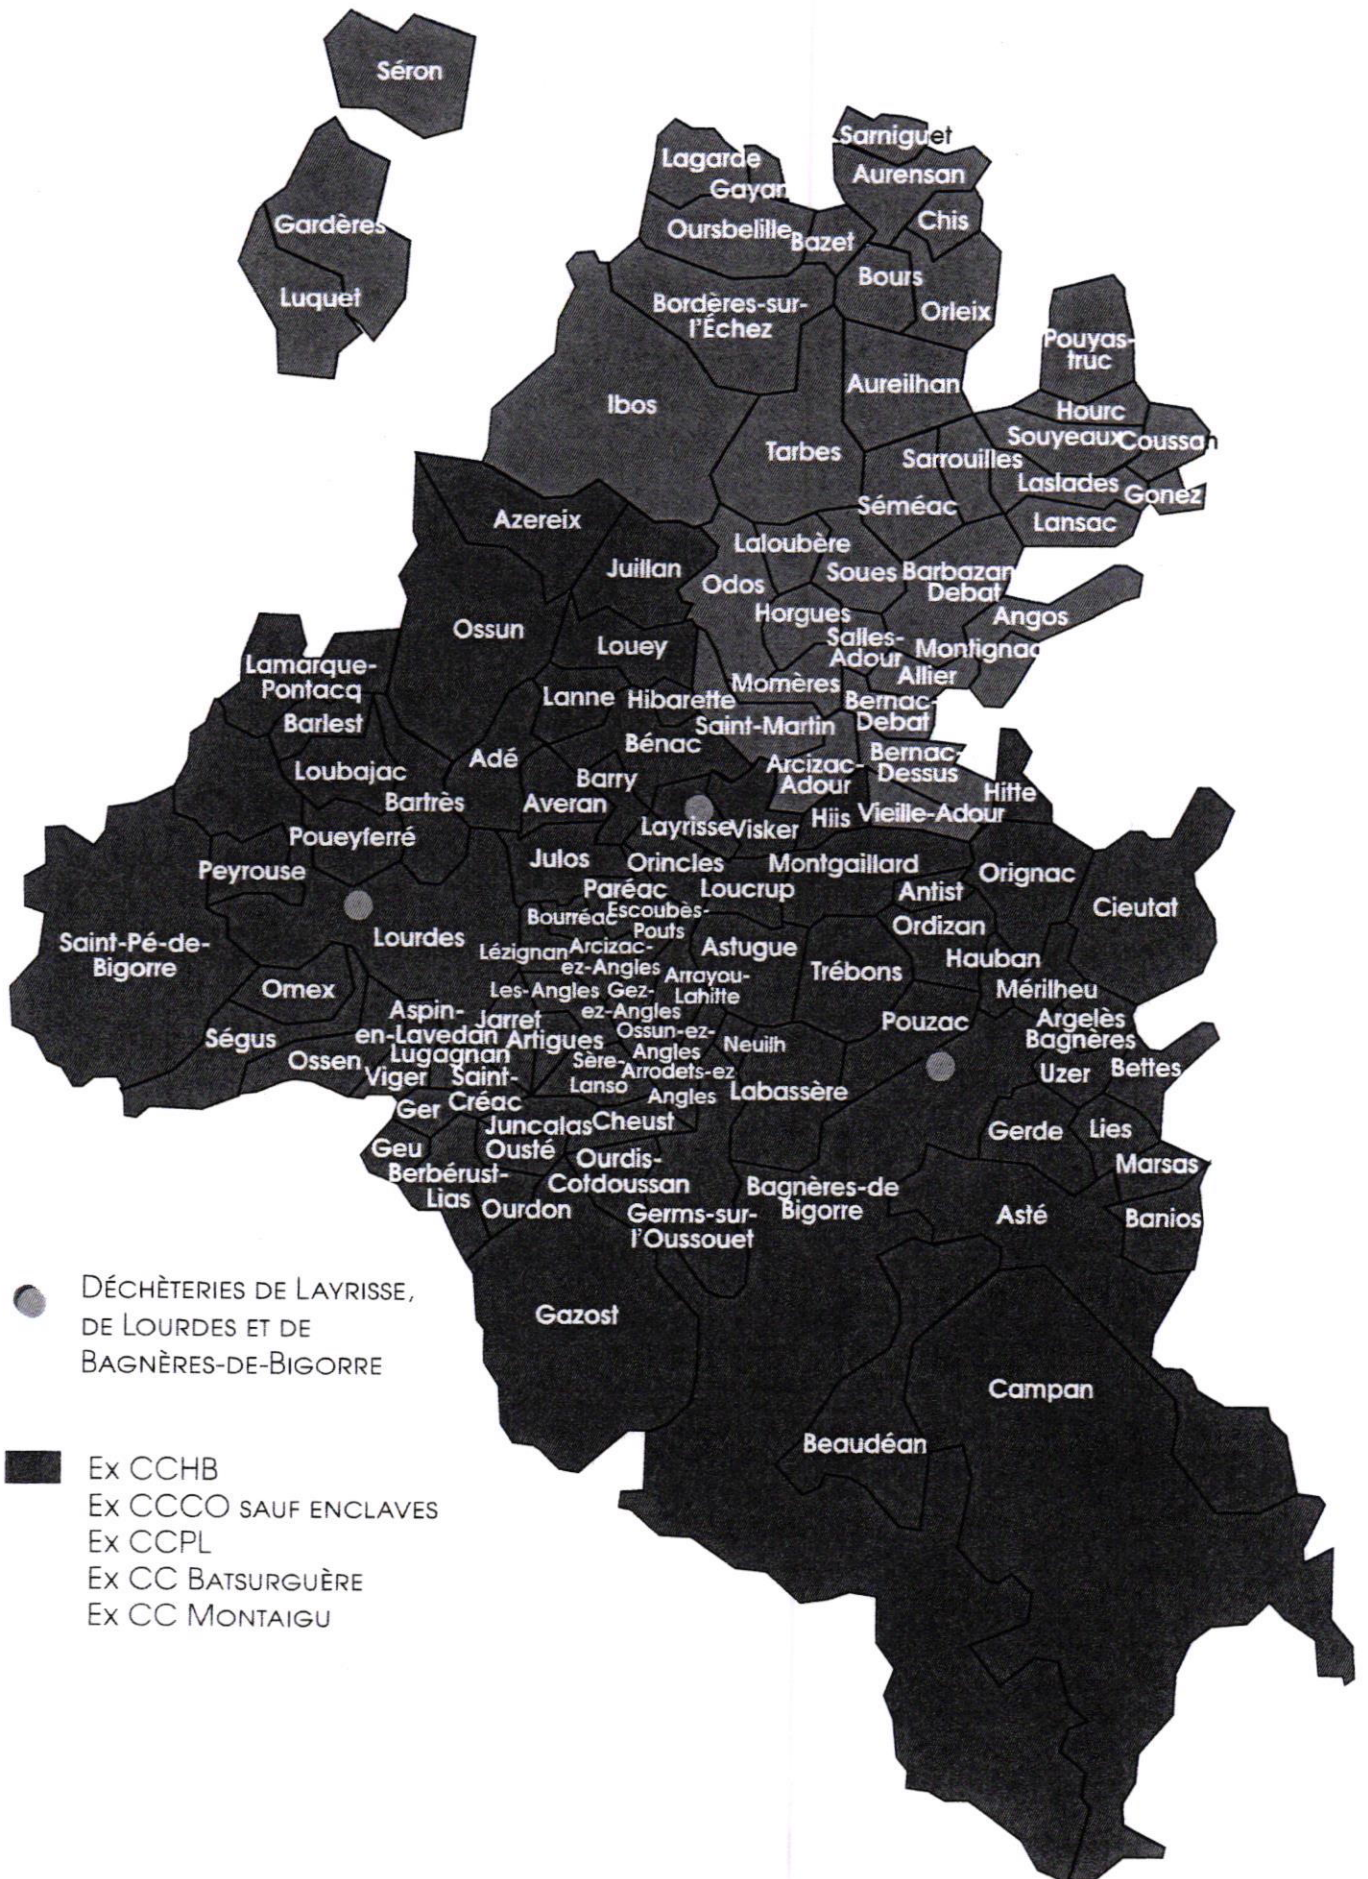 Séron
Sarniguet
Lagarde
Aurensan
Gayan
Gardères
Chis
Oursbelille
Bazet
Bours
Luquet
Bordères-sur-
l'Échez
Orleix
Pouyas-
truc
Aureilhan
Ibos
Hourc
Souyeaux
Coussan
Tarbes
Sarrouilles
Laslades
Gonez
Séméac
Azereix
Lansac
Laloubère
Juillan
Soues
Barbazan
Debat
Odos
Horgues
Angos
Ossun
Louey
Salles-
Adour
Montignac
Allier
Lamarque-
Pontacq
Momères
Lanne
Hibarette
Bernac-
Debat
Barlest
Saint-Martin
Bénac
Adé
Bernac-
Dessus
Loubajac
Barry
Arcizac-
Adour
Hitte
Bartrès
Averan
Hiis
Vieille-Adour
Layrisse
Visker
Poueyferré
Julos
Orincles
Montgaillard
Peyrouse
Orignac
Paréac
Loucrup
Antist
Cieutat
Bourréac
Escoubès-
Pouts
Ordizan
Lourdes
Saint-Pé-de-
Bigorre
Lézignan
Arcizac-
ez-Angles
Astugue
Hauban
Trébons
Arrayou-
Lahitte
Omex
Les-Angles
Gez-
ez-Angles
Mérilheu
Aspin-
en-Lavedan
Jarret
Pouzac
Argelès
Bagnères
Ségus
Artigues
Ossun-ez-
Angles
Neuilh
Lugagnan
Ossen
Sère-
Lanso
Arrodets-ez
Angles
Uzer
Bettes
Viger
Saint-
Créac
Labassère
Ger
Juncalas
Cheust
Gerde
Lies
Geu
Ousté
Ourdis-
Cotdoussan
Marsas
Berbérust-
Lias
Bagnères-de
Bigorre
Ourdon
Germs-sur-
l'Oussouet
Asté
Banios
Gazost
Campan
Beaudéan
Déchèteries de Layrisse,
de Lourdes et de
Bagnères-de-Bigorre
Ex CCHB
Ex CCCO sauf enclaves
Ex CCPL
Ex CC Batsurguère
Ex CC Montaigu